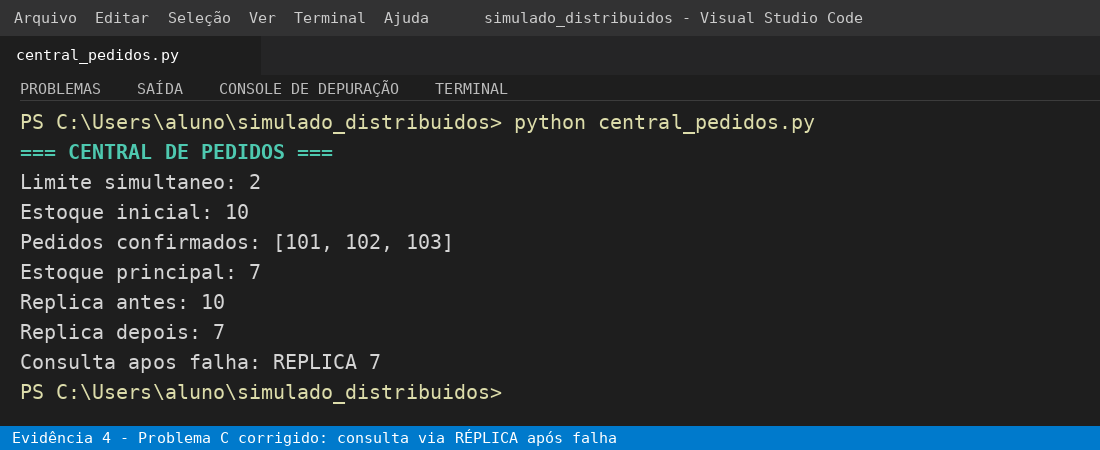 Arquivo Editar Seleção Ver Terminal Ajuda simulado_distribuidos - Visual Studio Code
central_pedidos.py
PROBLEMAS SAÍDA CONSOLE DE DEPURAÇÃO TERMINAL
PS C:\Users\aluno\simulado_distribuidos> python central_pedidos.py
=== CENTRAL DE PEDIDOS ===
Limite simultaneo: 2
Estoque inicial: 10
Pedidos confirmados: [101, 102, 103]
Estoque principal: 7
Replica antes: 10
Replica depois: 7
Consulta apos falha: REPLICA 7
PS C:\Users\aluno\simulado_distribuidos>
Evidência 4 - Problema C corrigido: consulta via RÉPLICA após falha